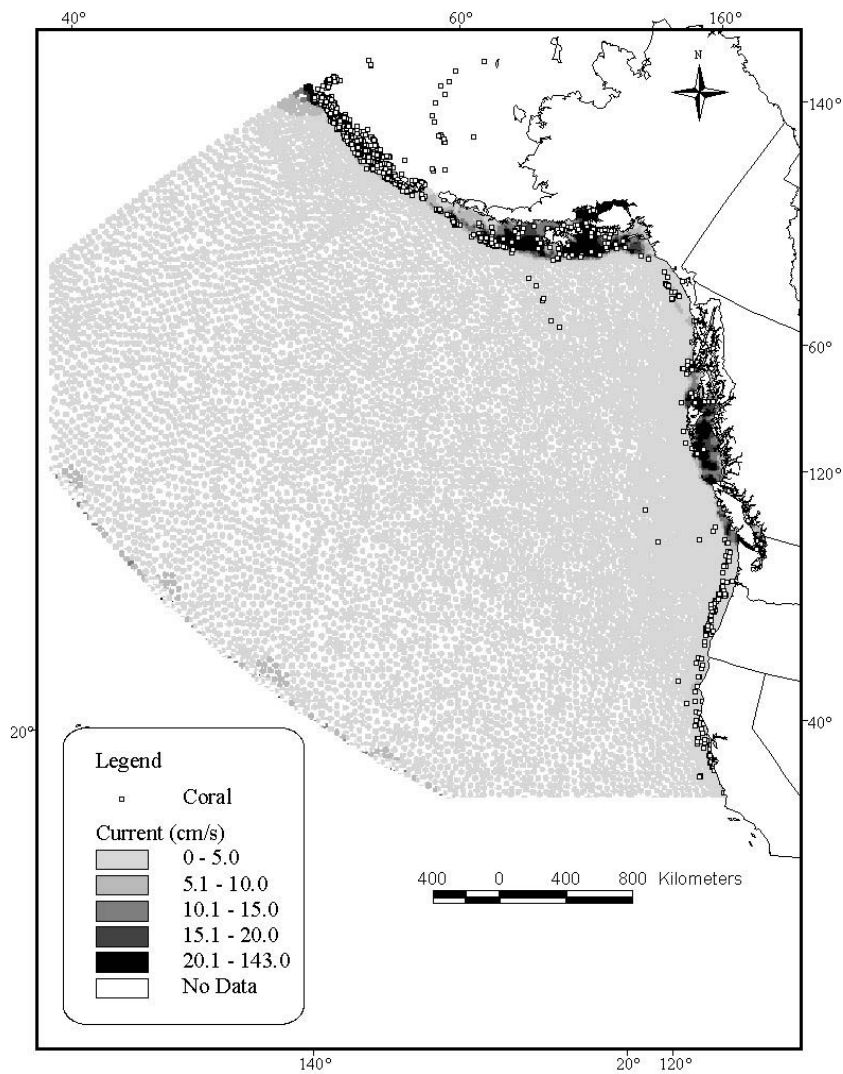 40° 60° 160°
N
140°
60°
120°
20° 40°
Legend
Coral
Current (cm/s)
0 - 5.0
5.1 - 10.0
10.1 - 15.0
15.1 - 20.0
20.1 - 143.0
No Data
400 0 400 800 Kilometers
140° 20° 120°